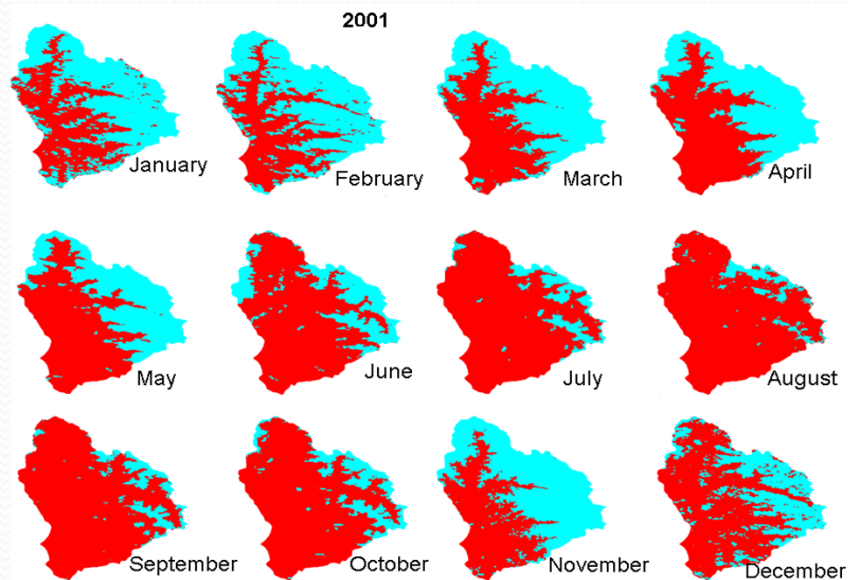 2001
January
February
March
April
May
June
July
August
September
October
November
December